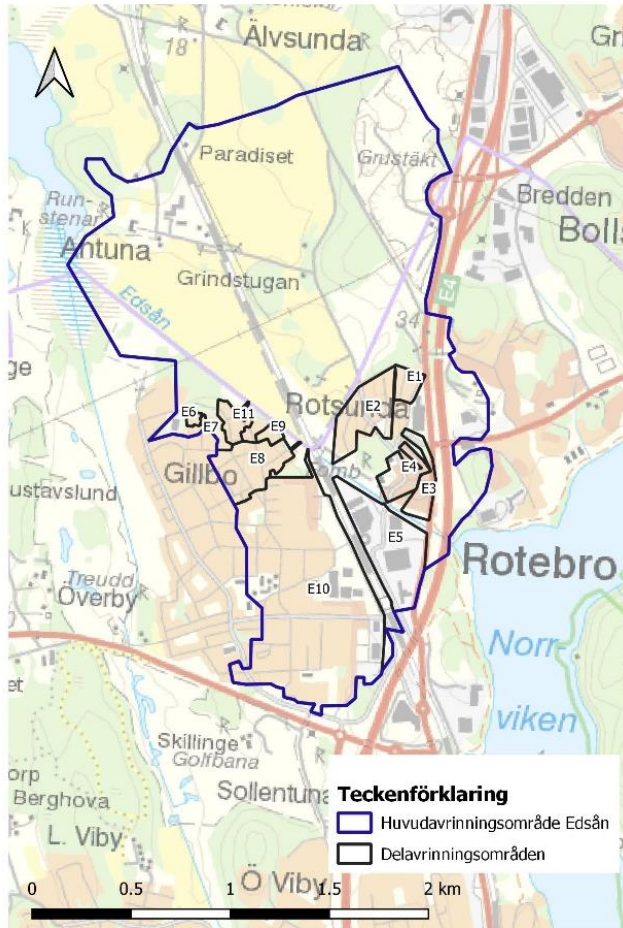 Älvsunda
18
Gr
Paradiset
Grustäkt
Run-
stenar
Bredden
Bolls
Antuna
Grindstugan
Edsån
E4
34
ge
E1
Rotsunda
E2
E6
E11
E7
E9
E8
Gillbo
E4
E3
ustavslund
E5
Rotebro
Treudd
Överby
E10
Norr-
viken
et
Skillinge
Golfbana
orp
Berghova
Sollentuna
L. Viby
Ö Viby
Teckenförklaring
Huvudavrinningsområde Edsån
Delavrinningsområden
0 0.5 1 2 km